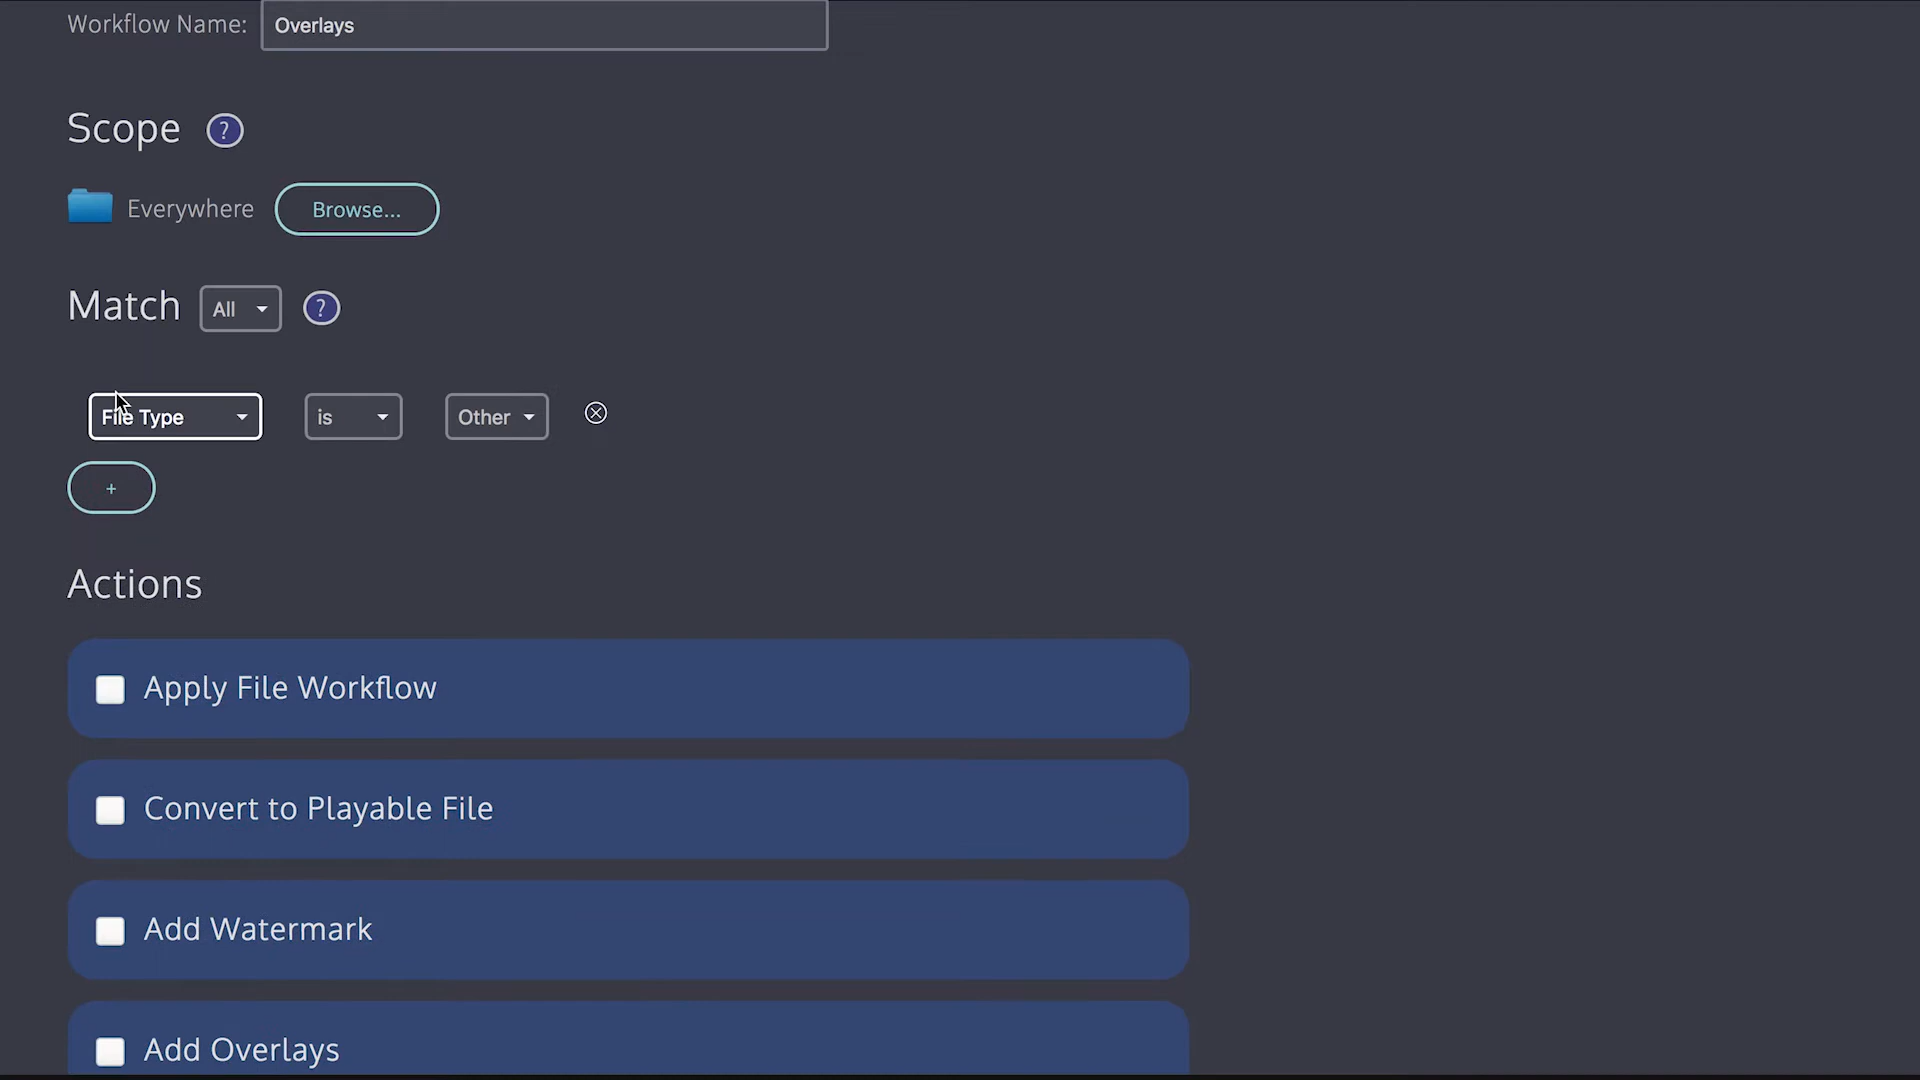 Workflow Name: Overlays
Scope ?
Everywhere Browse...
Match All ?
File Type is Other
+
Actions
Apply File Workflow
Convert to Playable File
Add Watermark
Add Overlays